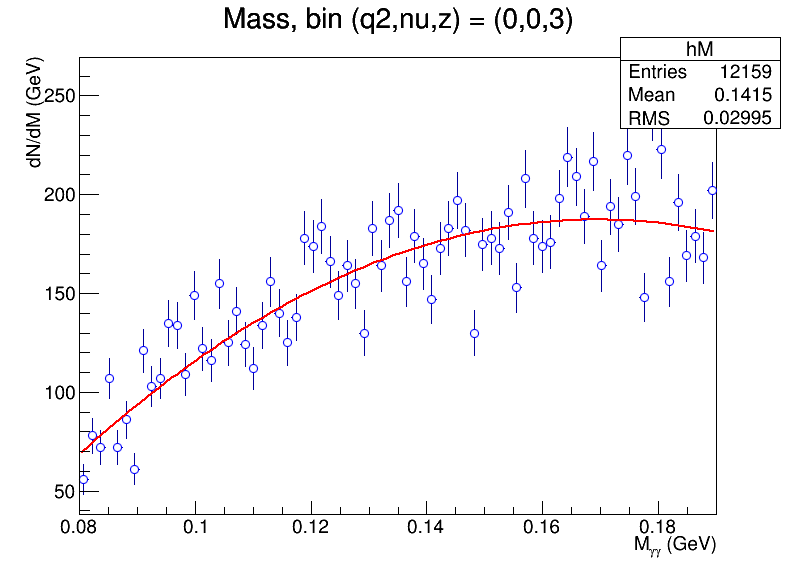 Mass, bin (q2,nu,z) = (0,0,3)
hM
Entries 12159
Mean 0.1415
RMS 0.02995
dN/dM (GeV)
250
200
150
100
50
0.08 0.1 0.12 0.14 0.16 0.18
Mγγ (GeV)